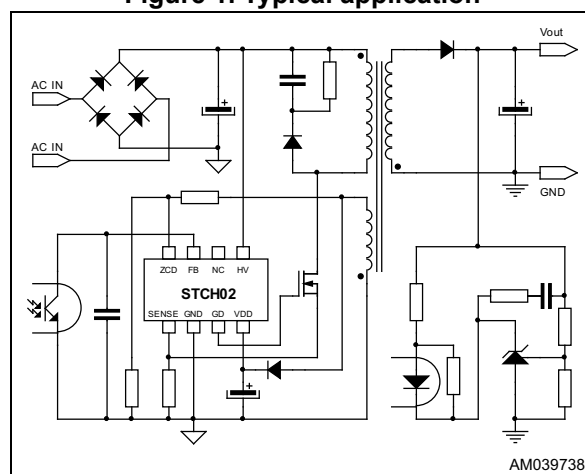 Figure 1. Typical application
Vout
AC IN
AC IN
GND
ZCD FB NC HV
STCH02
SENSE GND GD VDD
AM039738